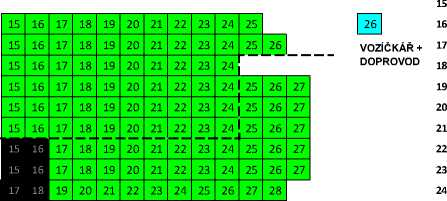 15
15 16 17 18 19 20 21 22 23 24 25 26 16
15 16 17 18 19 20 21 22 23 24 25 26 VOZÍČKÁŘ + 17
15 16 17 18 19 20 21 22 23 24 DOPROVOD 18
15 16 17 18 19 20 21 22 23 24 25 26 27 19
15 16 17 18 19 20 21 22 23 24 25 26 27 20
15 16 17 18 19 20 21 22 23 24 25 26 27 21
15 16 17 18 19 20 21 22 23 24 25 26 27 22
15 16 17 18 19 20 21 22 23 24 25 26 27 23
17 18 19 20 21 22 23 24 25 26 27 28 24